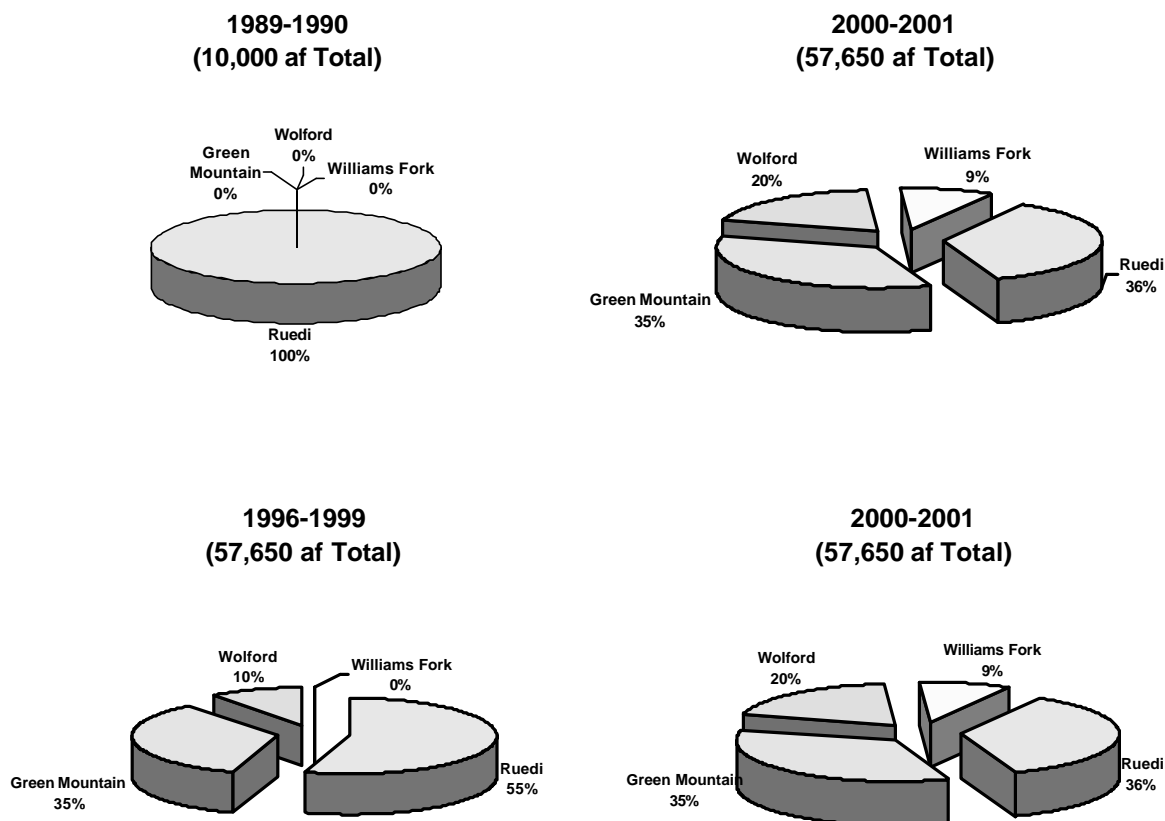 1989-1990
(10,000 af Total)
Wolford
0%
Green
Mountain
0%
Williams Fork
0%
Ruedi
100%
2000-2001
(57,650 af Total)
Wolford
20%
Williams Fork
9%
Ruedi
36%
Green Mountain
35%
1996-1999
(57,650 af Total)
Wolford
10%
Williams Fork
0%
Green Mountain
35%
Ruedi
55%
2000-2001
(57,650 af Total)
Wolford
20%
Williams Fork
9%
Green Mountain
35%
Ruedi
36%